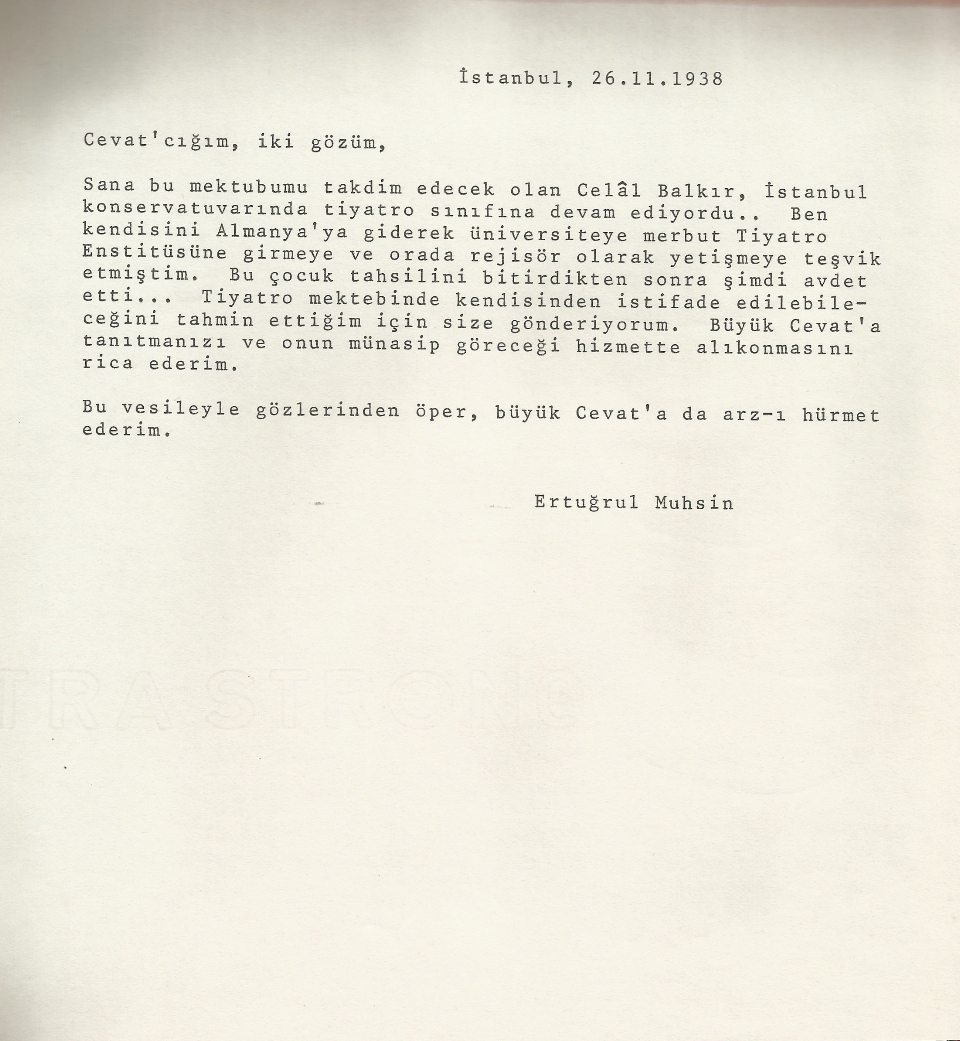 İstanbul, 26.11.1938
Cevat'cığım, iki gözüm,
Sana bu mektubumu takdim edecek olan Celâl Balkır, İstanbul
konservatuvarında tiyatro sınıfına devam ediyordu.. Ben
kendisini Almanya'ya giderek üniversiteye merbut Tiyatro
Enstitüsüne girmeye ve orada rejisör olarak yetişmeye teşvik
etmiştim. Bu çocuk tahsilini bitirdikten sonra şimdi avdet
etti... Tiyatro mektebinde kendisinden istifade edilebile-
ceğini tahmin ettiğim için size gönderiyorum. Büyük Cevat'a
tanıtmanızı ve onun münasip göreceği hizmette alıkonmasını
rica ederim.
Bu vesileyle gözlerinden öper, büyük Cevat'a da arz-ı hürmet
ederim.
Ertuğrul Muhsin
TRA STRONG